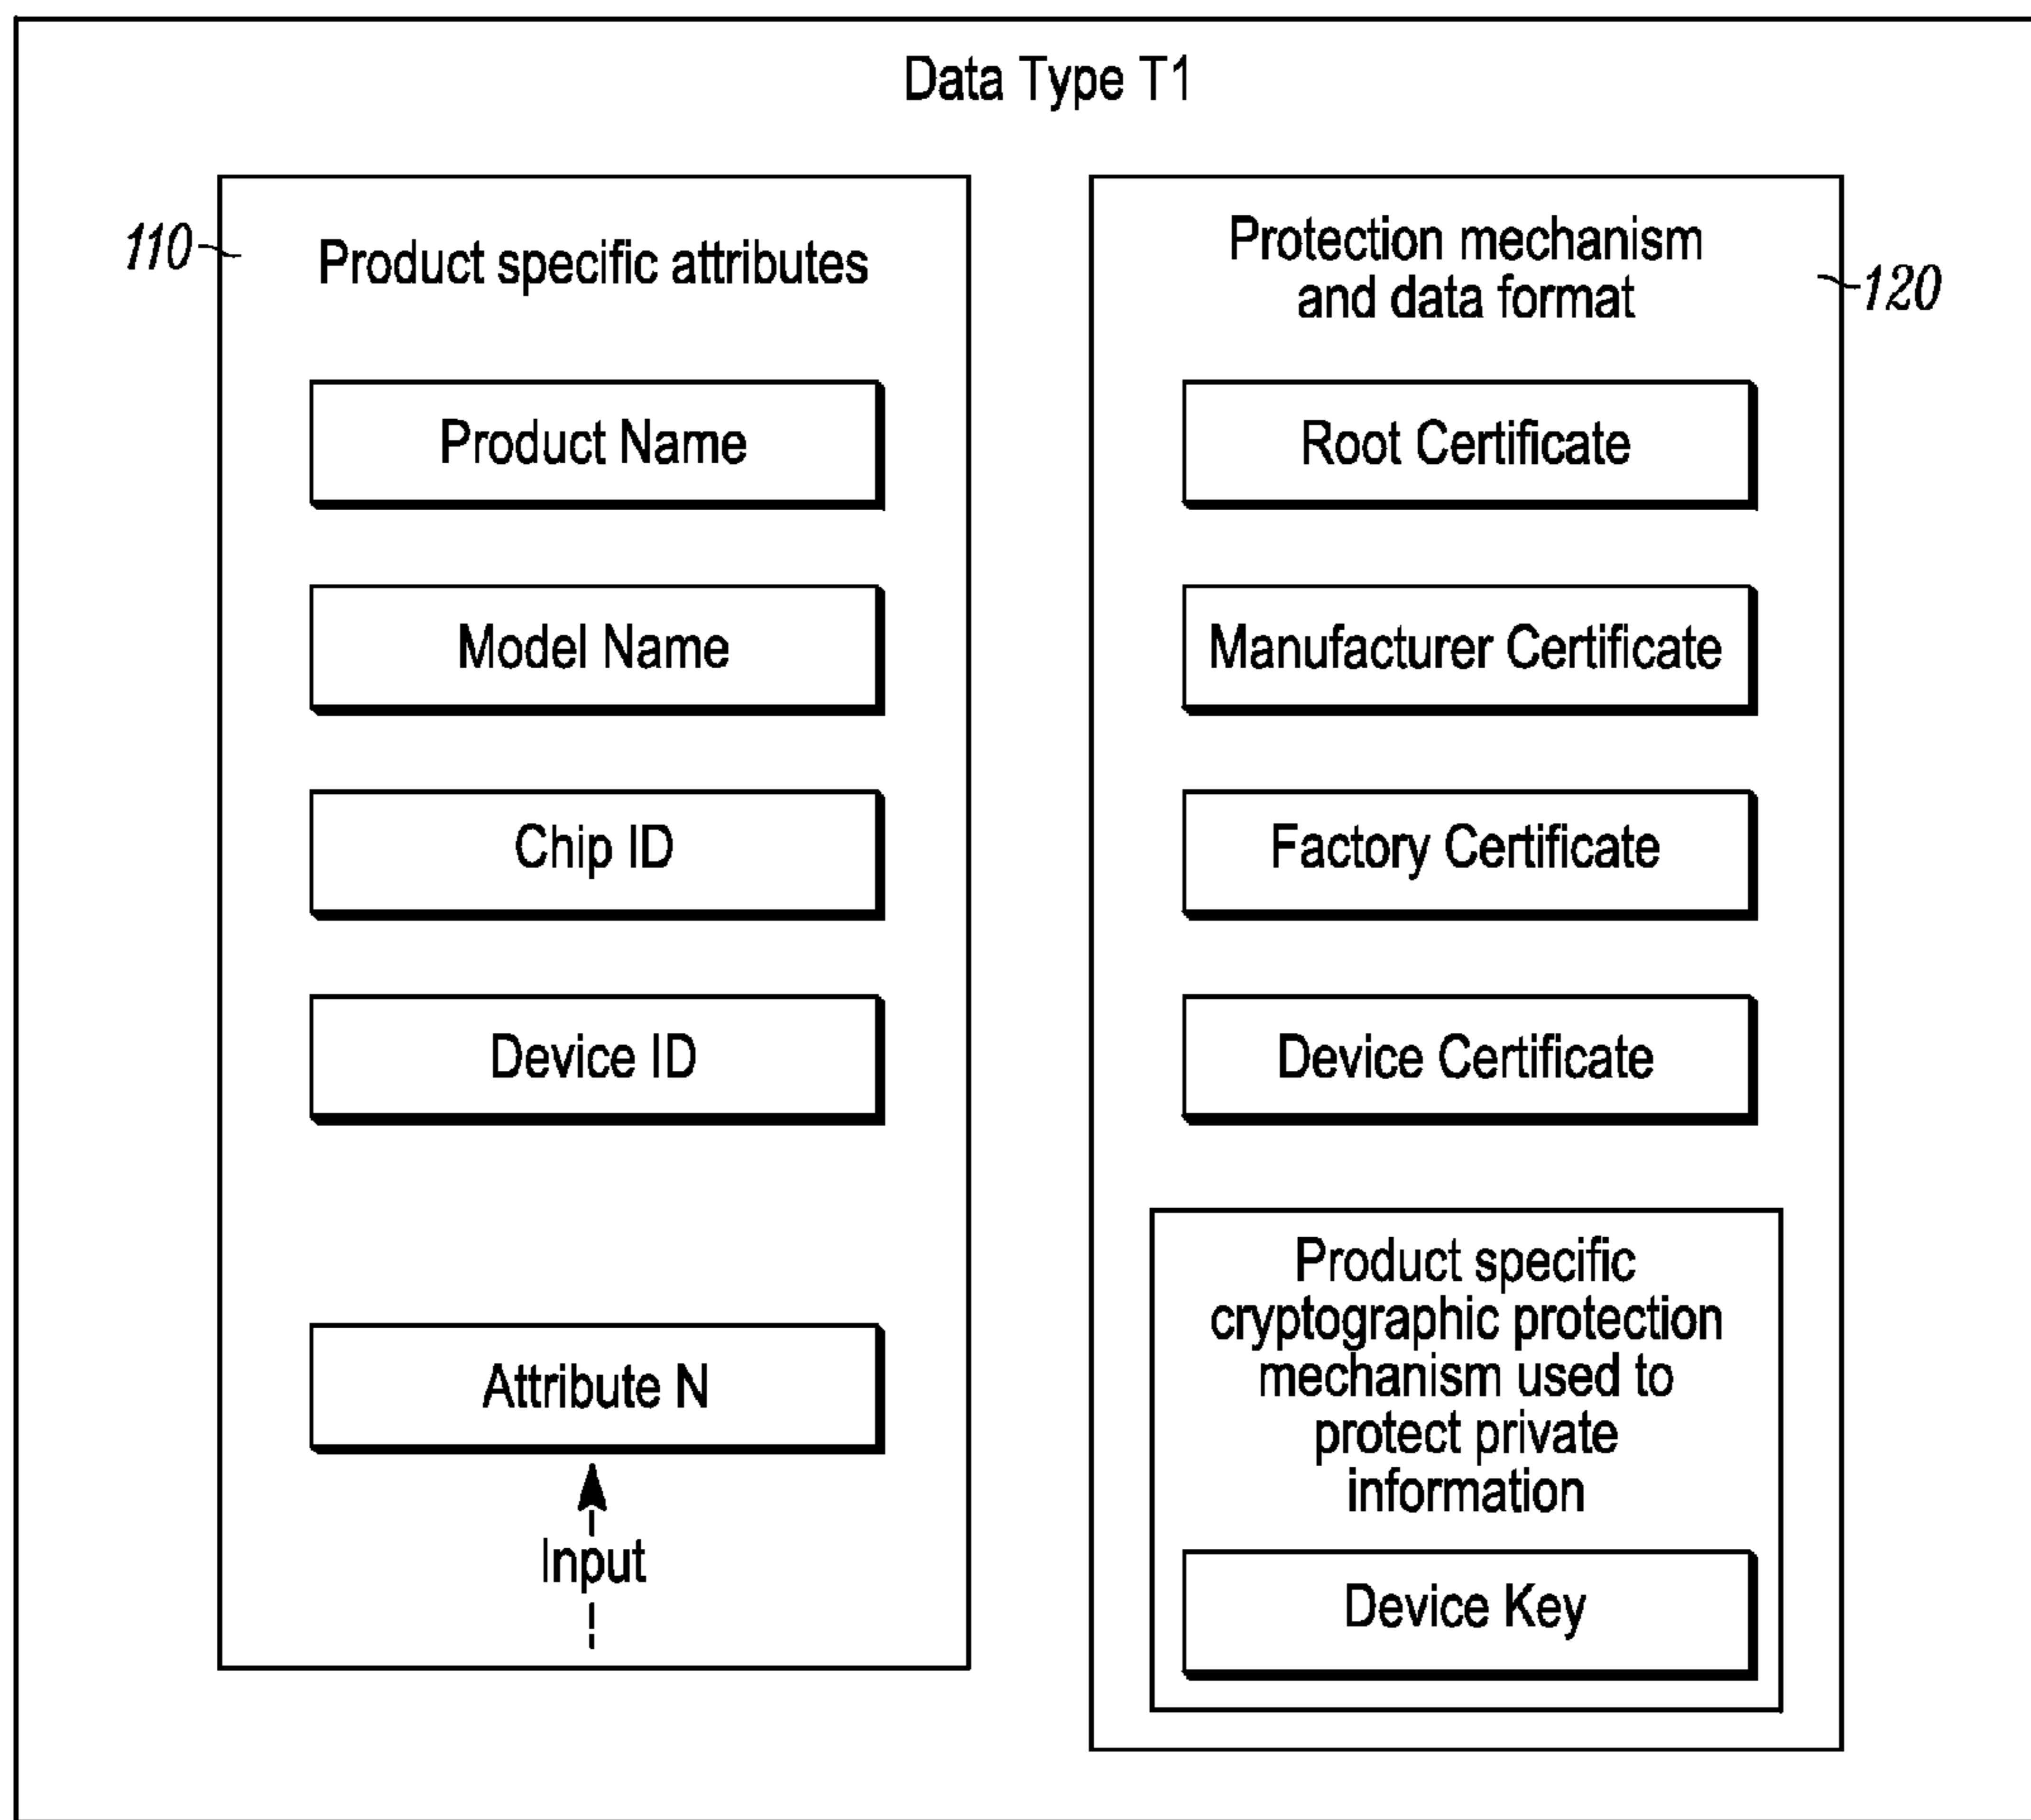 Data Type T1
110
Product specific attributes
Product Name
Model Name
Chip ID
Device ID
Attribute N
Input
Protection mechanism
and data format
120
Root Certificate
Manufacturer Certificate
Factory Certificate
Device Certificate
Product specific
cryptographic protection
mechanism used to
protect private
information
Device Key